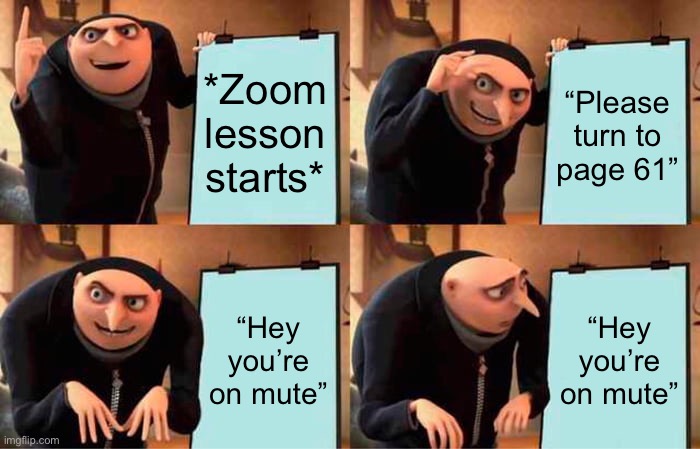 *Zoom
lesson
starts*
“Please
turn to
page 61”
“Hey
you’re
on mute”
“Hey
you’re
on mute”
imgflip.com